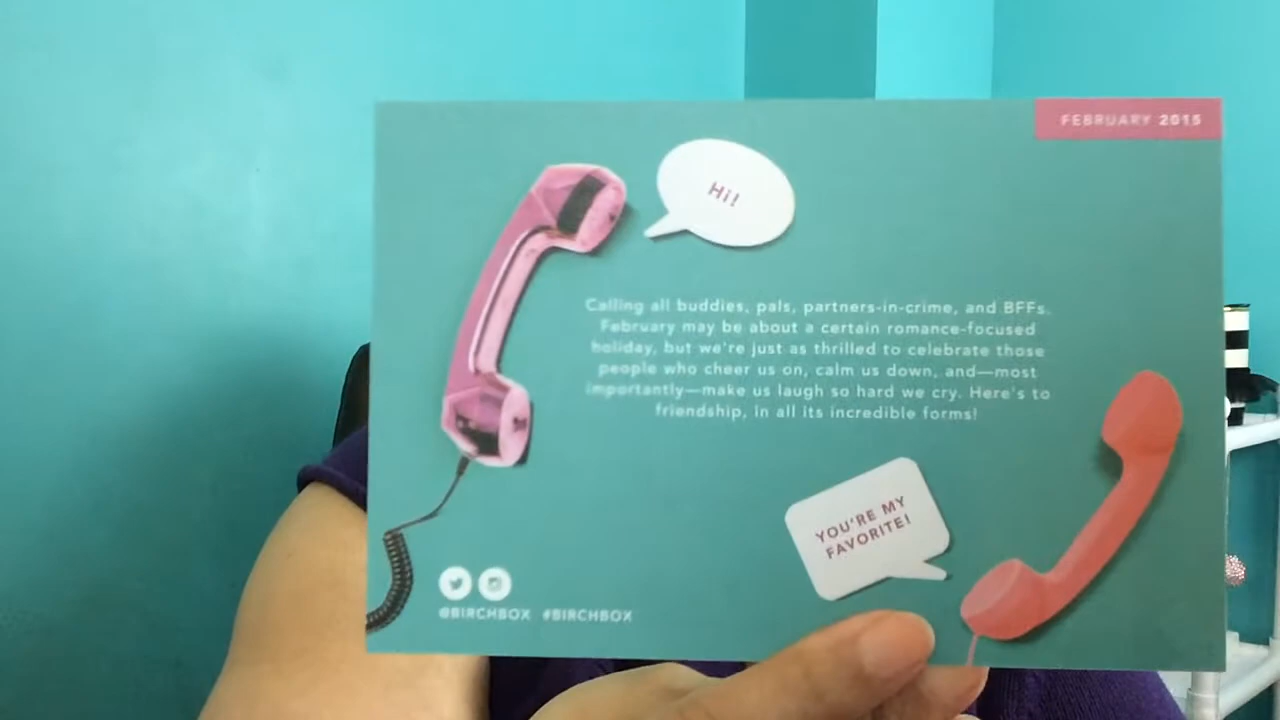 FEBRUARY 2015
Hi!
Calling all buddies, pals, partners-in-crime, and BFFs.
February may be about a certain romance-focused
holiday, but we're just as thrilled to celebrate those
people who cheer us on, calm us down, and—most
importantly—make us laugh so hard we cry. Here's to
friendship, in all its incredible forms!
YOU'RE MY
FAVORITE!
@BIRCHBOX #BIRCHBOX